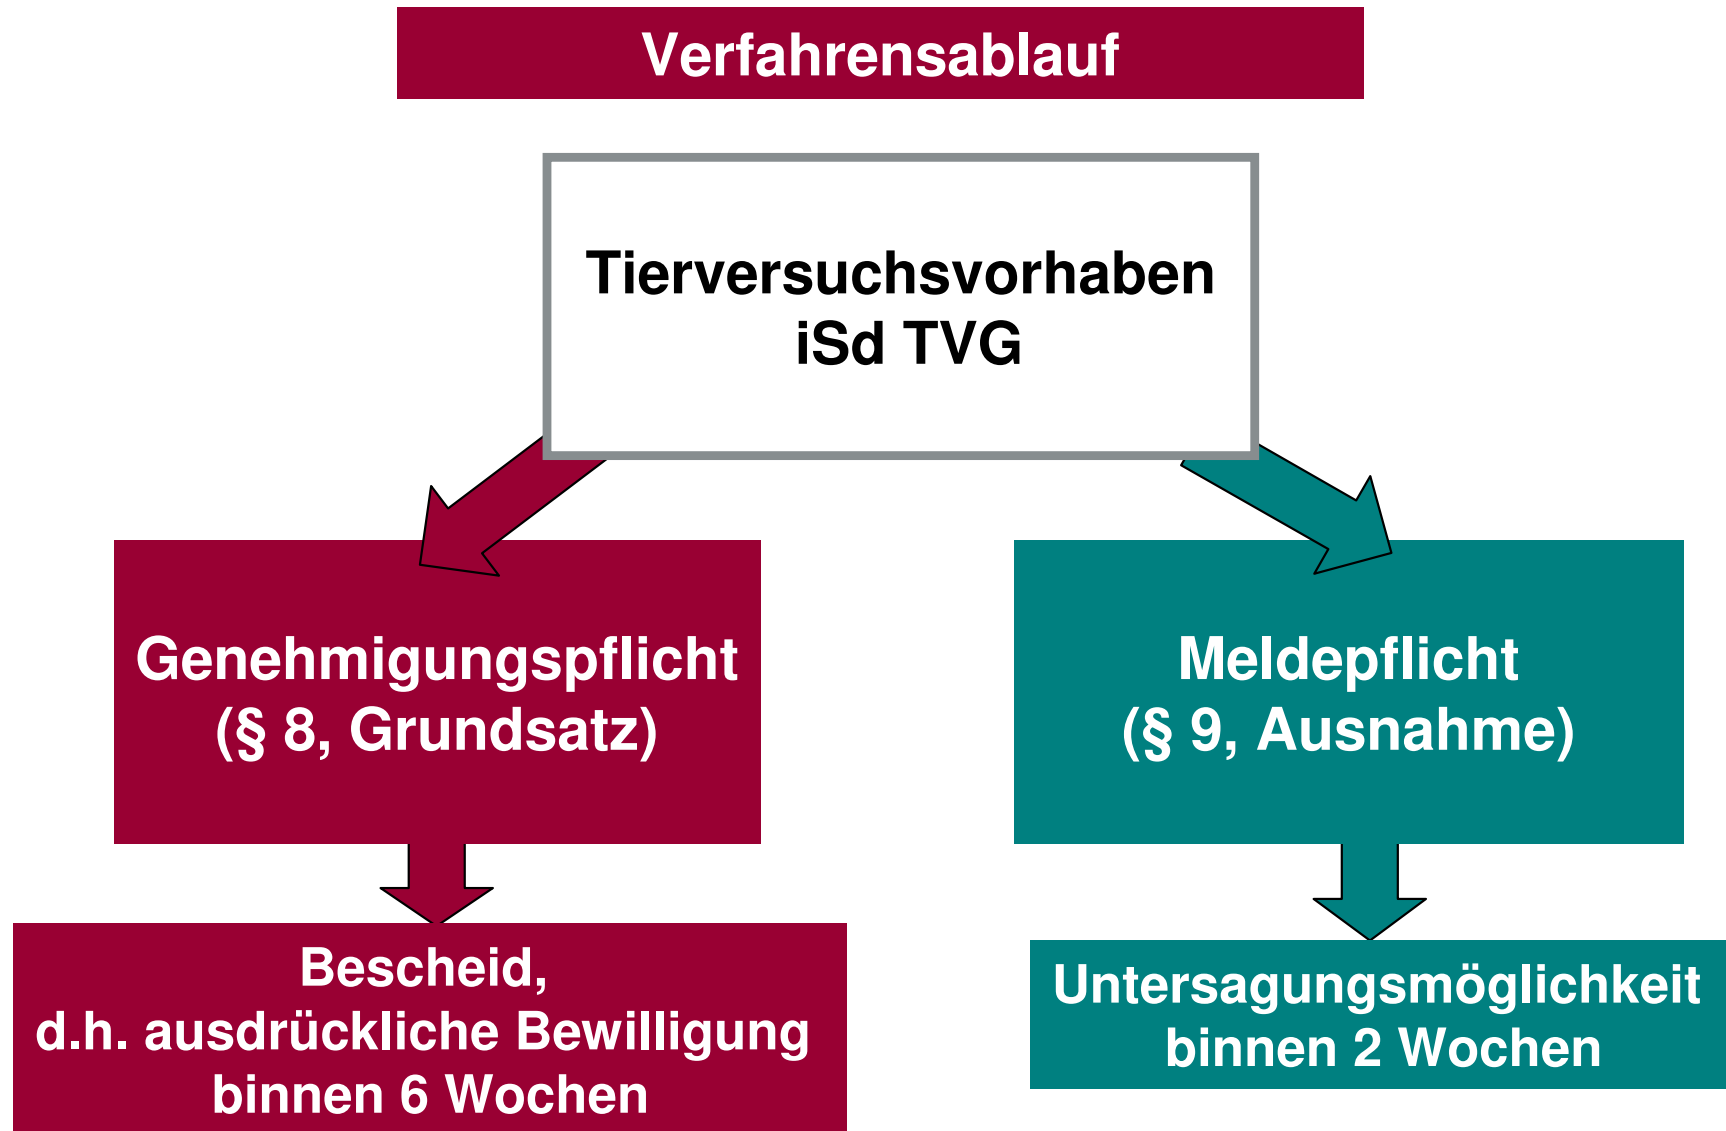 Verfahrensablauf
Tierversuchsvorhaben
iSd TVG
Genehmigungspflicht
(§ 8, Grundsatz)
Meldepflicht
(§ 9, Ausnahme)
Bescheid,
d.h. ausdrückliche Bewilligung
binnen 6 Wochen
Untersagungsmöglichkeit
binnen 2 Wochen